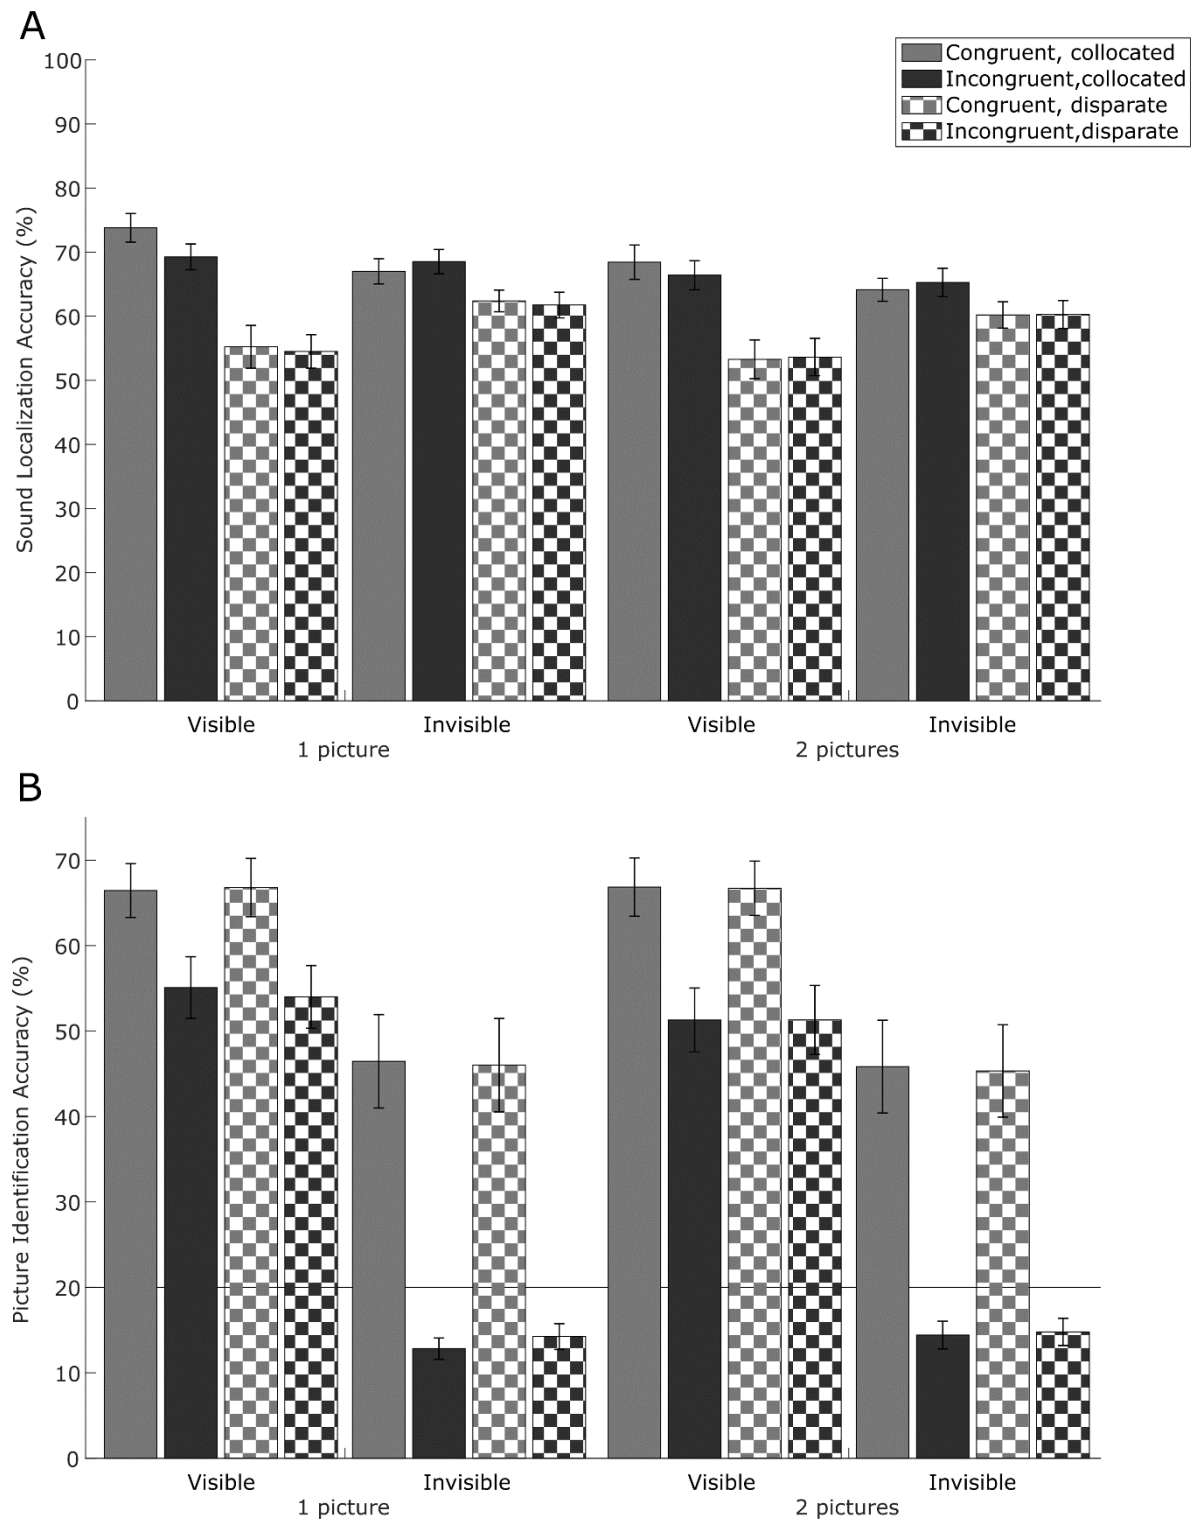 A
Congruent, collocated
Incongruent,collocated
Congruent, disparate
Incongruent,disparate
Sound Localization Accuracy (%)
100
90
80
70
60
50
40
30
20
10
0
Visible Invisible Visible Invisible
1 picture 2 pictures
B
Picture Identification Accuracy (%)
70
60
50
40
30
20
10
0
Visible Invisible Visible Invisible
1 picture 2 pictures